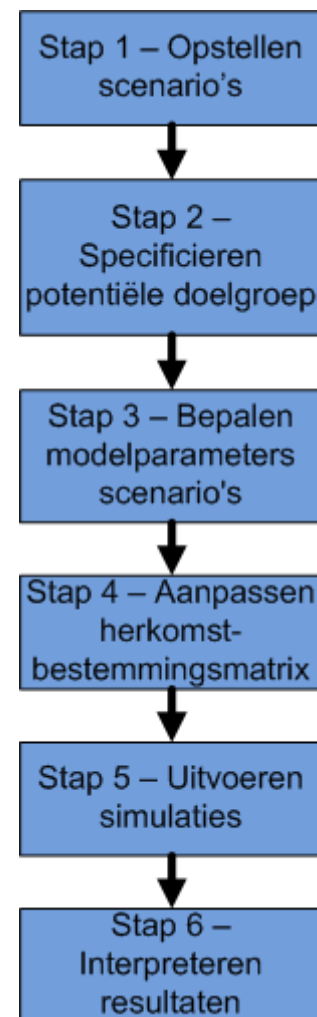 Stap 1 – Opstellen
scenario’s
Stap 2 –
Specificieren
potentiële doelgroep
Stap 3 – Bepalen
modelparameters
scenario's
Stap 4 – Aanpassen
herkomst-
bestemmingsmatrix
Stap 5 – Uitvoeren
simulaties
Stap 6 –
Interpreteren
resultaten